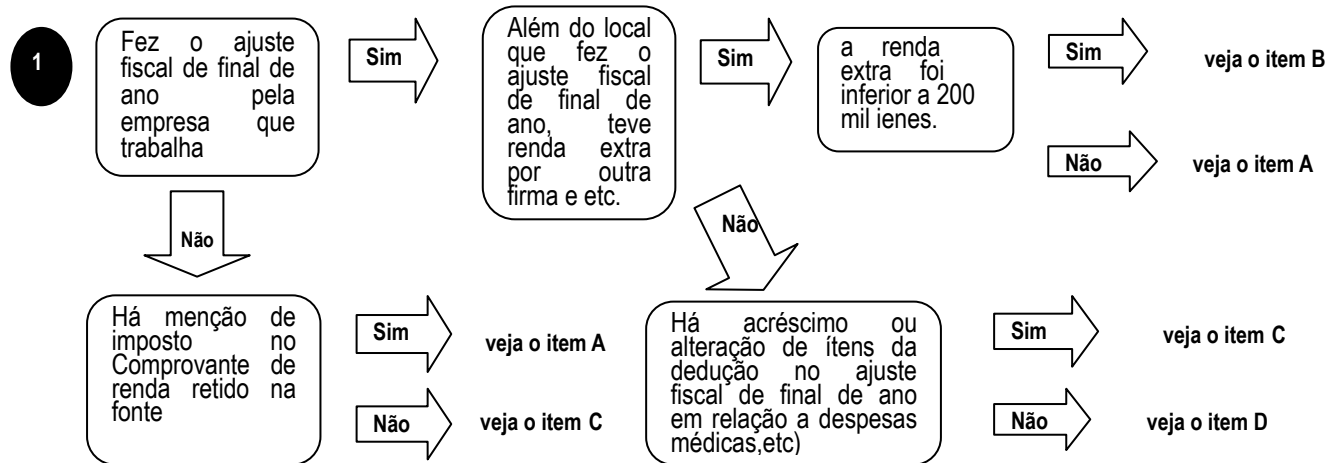 1
Fez o ajuste
fiscal de final de
ano pela
empresa que
trabalha
Sim
Além do local
que fez o
ajuste fiscal
de final de
ano, teve
renda extra
por outra
firma e etc.
Sim
a renda
extra foi
inferior a 200
mil ienes.
Sim
veja o item B
Não
veja o item A
Não
Não
Há menção de
imposto no
Comprovante de
renda retido na
fonte
Sim
veja o item A
Não
veja o item C
Há acréscimo ou
alteração de ítens da
dedução no ajuste
fiscal de final de ano
em relação a despesas
médicas,etc)
Sim
veja o item C
Não
veja o item D